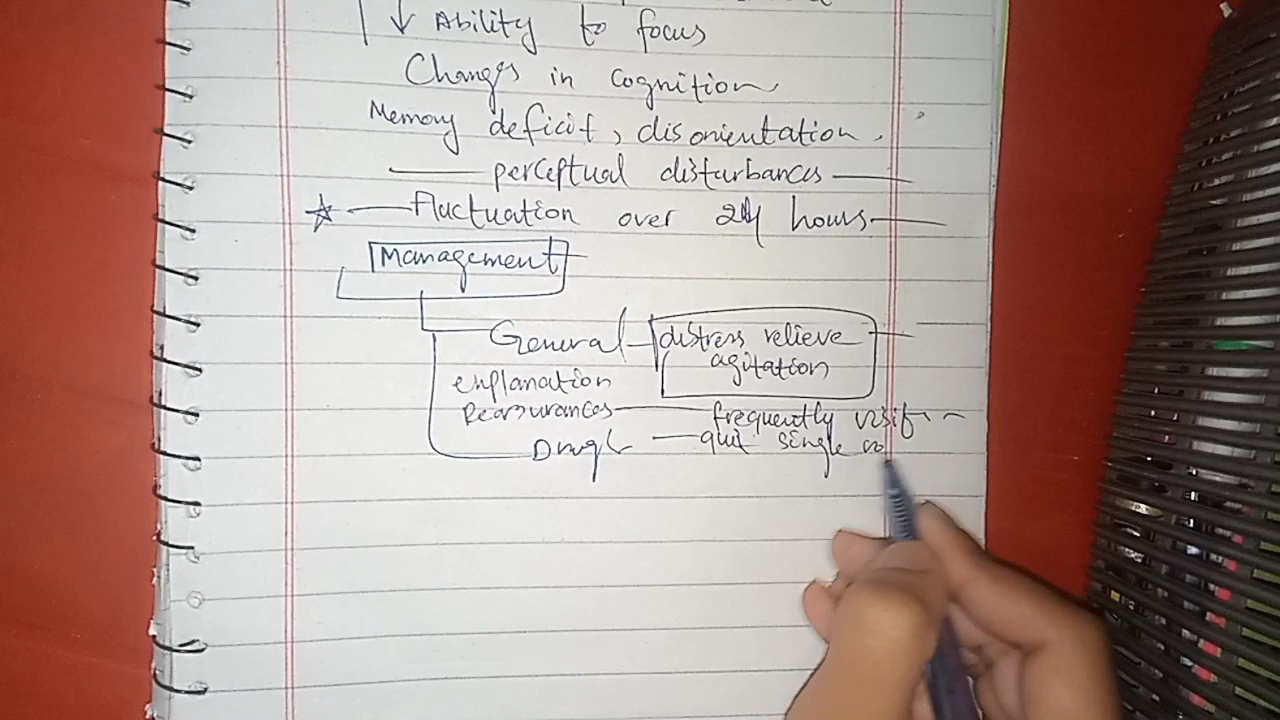 ↓ Ability to focus
Changes in Cognition
Memory deficit, disorientation.
perceptual disturbances
☆ fluctuation over 24 hours
Management
General distress relieve
agitation
explanation
Reassurances frequently visit
Drugs quit single ro